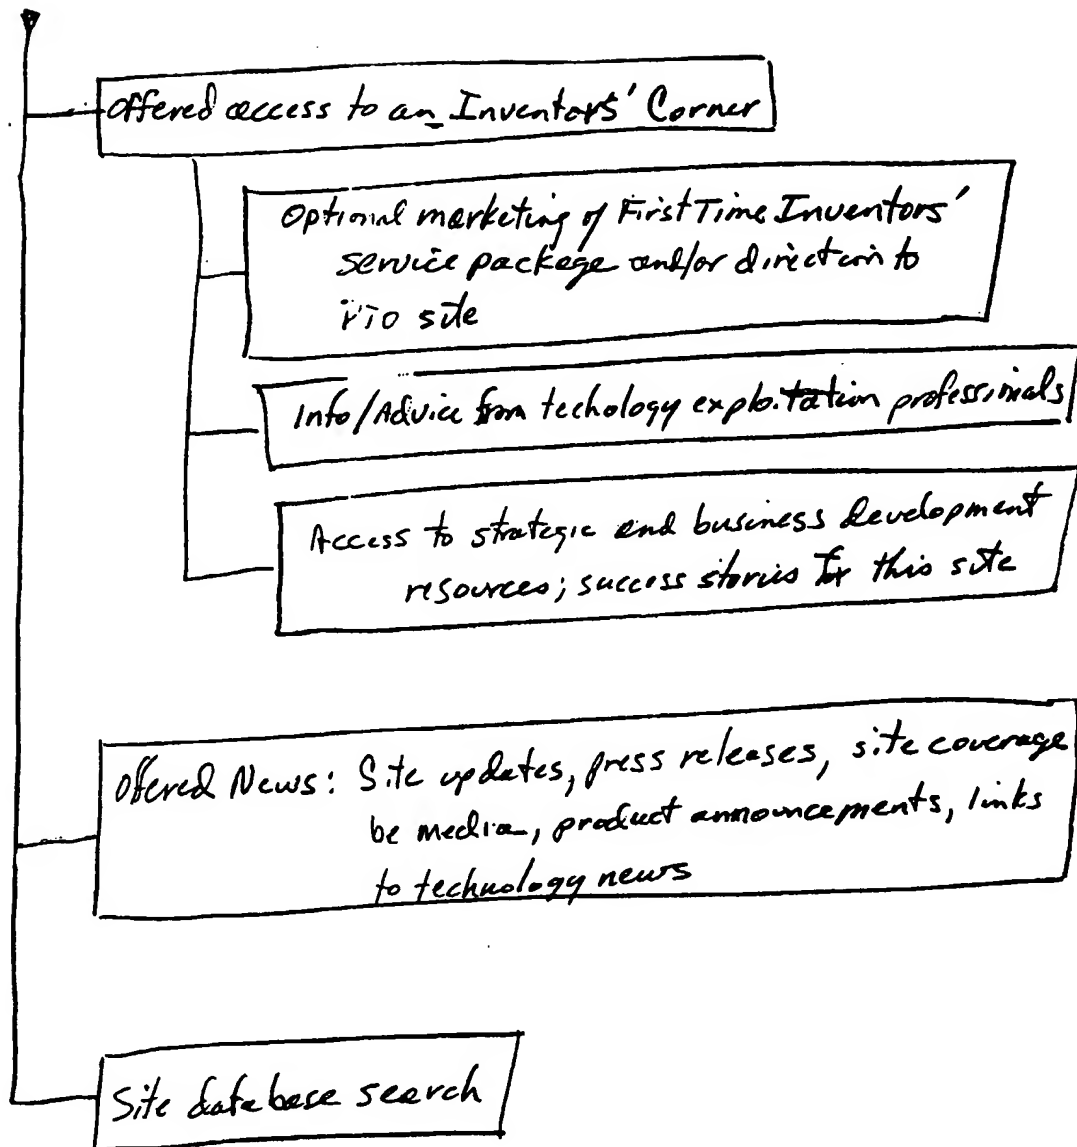 Offered access to an Inventors' Corner
Optional marketing of First Time Inventors'
service package and/or direction to
PTO site
Info/Advice from techology exploitation professionals
Access to strategic and business development
resources; success stories for this site
Offered News: Site updates, press releases, site coverage
be media, product announcements, links
to technology news
Site database search